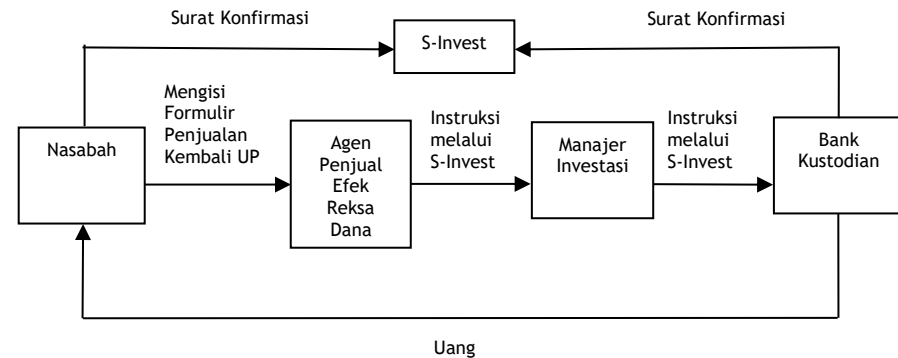 Surat Konfirmasi
Surat Konfirmasi
S-Invest
Mengisi
Formulir
Penjualan
Kembali UP
Instruksi
melalui
S-Invest
Instruksi
melalui
S-Invest
Nasabah
Agen
Penjual
Efek
Reksa
Dana
Manajer
Investasi
Bank
Kustodian
Uang